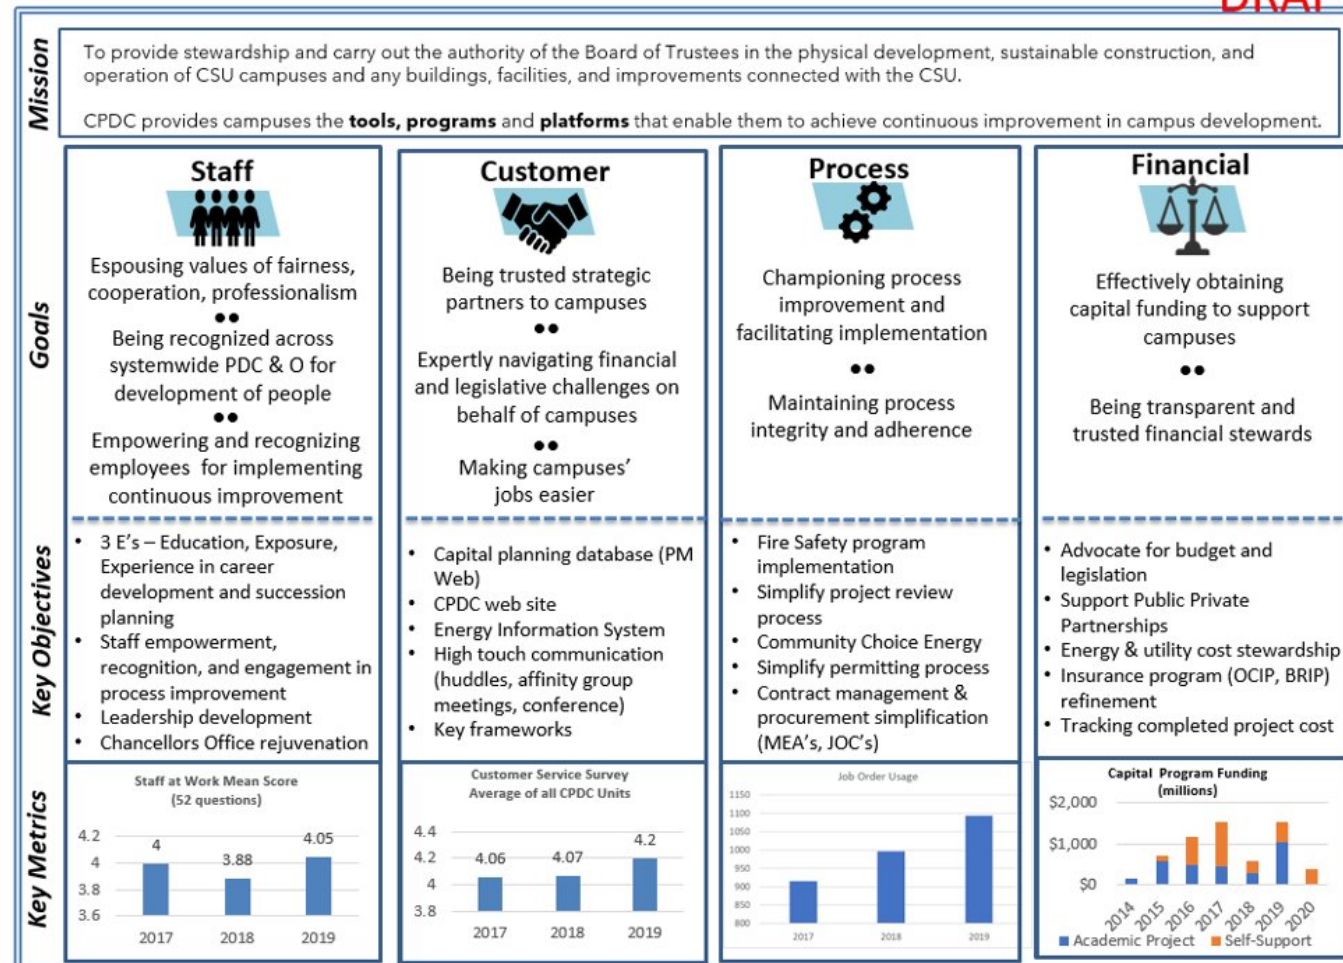 DRAF
Mission
To provide stewardship and carry out the authority of the Board of Trustees in the physical development, sustainable construction, and
operation of CSU campuses and any buildings, facilities, and improvements connected with the CSU.
CPDC provides campuses the tools, programs and platforms that enable them to achieve continuous improvement in campus development.
Goals
Staff
Espousing values of fairness,
cooperation, professionalism
••
Being recognized across
systemwide PDC & O for
development of people
••
Empowering and recognizing
employees for implementing
continuous improvement
Customer
Being trusted strategic
partners to campuses
••
Expertly navigating financial
and legislative challenges on
behalf of campuses
••
Making campuses'
jobs easier
Process
Championing process
improvement and
facilitating implementation
••
Maintaining process
integrity and adherence
Financial
Effectively obtaining
capital funding to support
campuses
••
Being transparent and
trusted financial stewards
Key Objectives
• 3 E's – Education, Exposure,
Experience in career
development and succession
planning
• Staff empowerment,
recognition, and engagement in
process improvement
• Leadership development
• Chancellors Office rejuvenation
• Capital planning database (PM
Web)
• CPDC web site
• Energy Information System
• High touch communication
(huddles, affinity group
meetings, conference)
• Key frameworks
• Fire Safety program
implementation
• Simplify project review
process
• Community Choice Energy
• Simplify permitting process
• Contract management &
procurement simplification
(MEA's, JOC's)
• Advocate for budget and
legislation
• Support Public Private
Partnerships
• Energy & utility cost stewardship
• Insurance program (OCIP, BRIP)
refinement
• Tracking completed project cost
Key Metrics
Staff at Work Mean Score
(52 questions)
4.2
4
3.8
3.6
4
3.88
4.05
2017 2018 2019
Customer Service Survey
Average of all CPDC Units
4.4
4.2
4
3.8
4.06
4.07
4.2
2017 2018 2019
Job Order Usage
1150
1100
1050
1000
950
900
850
800
2017 2018 2019
Capital Program Funding
(millions)
$2,000
$1,000
$0
2014 2015 2016 2017 2018 2019 2020
Academic Project Self-Support